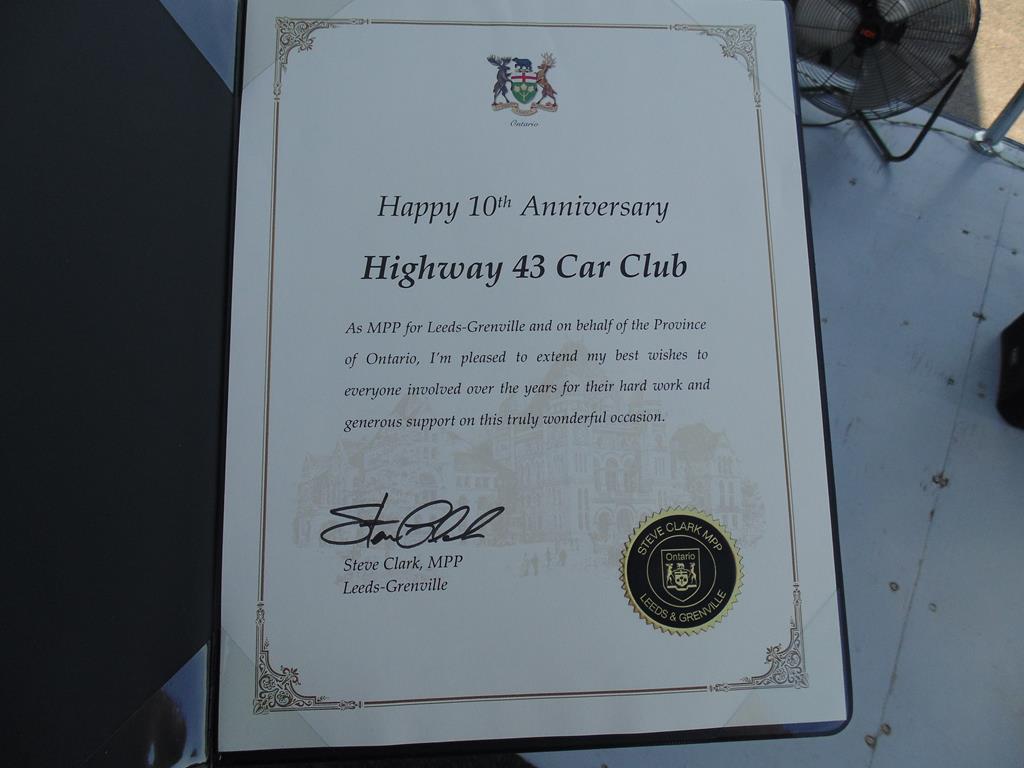 Ontario
Happy 10th Anniversary
Highway 43 Car Club
As MPP for Leeds-Grenville and on behalf of the Province
of Ontario, I'm pleased to extend my best wishes to
everyone involved over the years for their hard work and
generous support on this truly wonderful occasion.
Steve Clark
Steve Clark, MPP
Leeds-Grenville
STEVE CLARK MPP
Ontario
LEEDS & GRENVILLE